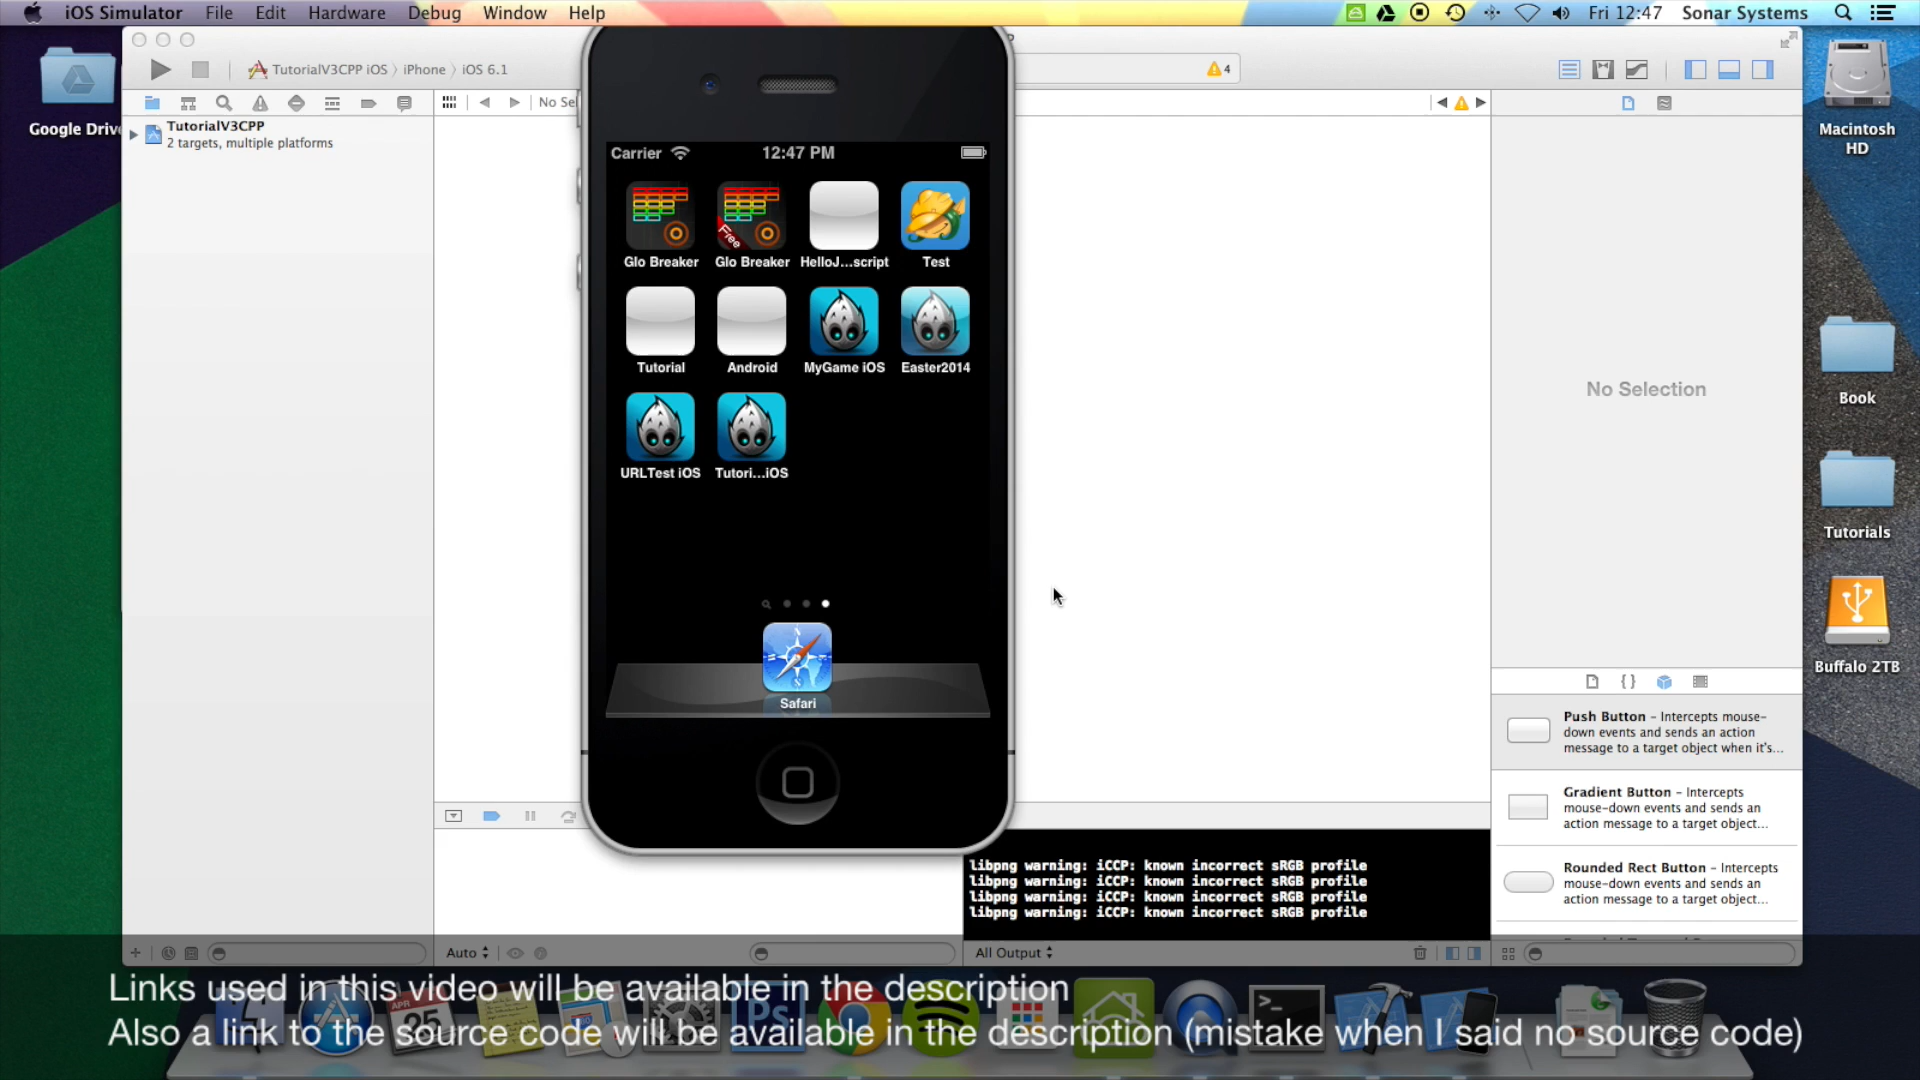 iOS Simulator File Edit Hardware Debug Window Help
Fri 12:47 Sonar Systems
Google Drive
TutorialV3CPP iOS iPhone iOS 6.1
4
No Sel
TutorialV3CPP
2 targets, multiple platforms
Carrier 12:47 PM
Glo Breaker Glo Breaker HelloJ...script Test
Free
Tutorial Android MyGame iOS Easter2014
URLTest iOS Tutori...iOS
Safari
No Selection
Macintosh
HD
Book
Tutorials
Buffalo 2TB
Push Button – Intercepts mouse-
down events and sends an action
message to a target object when it's...
Gradient Button – Intercepts
mouse-down events and sends an
action message to a target object...
Rounded Rect Button – Intercepts
mouse-down events and sends an
action message to a target object...
libpng warning: iCCP: known incorrect sRGB profile
libpng warning: iCCP: known incorrect sRGB profile
libpng warning: iCCP: known incorrect sRGB profile
libpng warning: iCCP: known incorrect sRGB profile
Auto
All Output
Links used in this video will be available in the description
Also a link to the source code will be available in the description (mistake when I said no source code)
APR
25
Ps